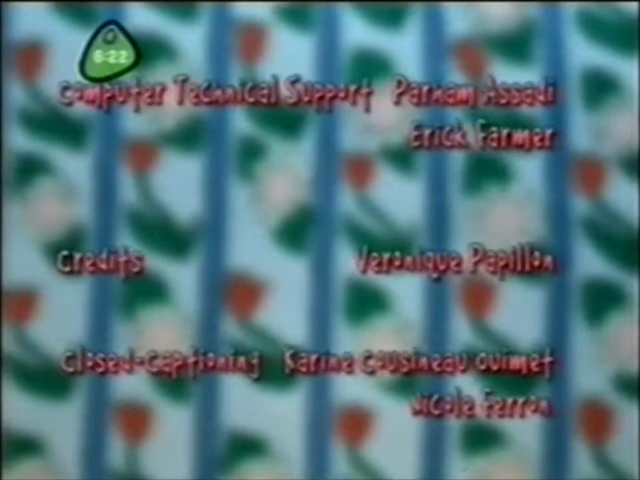 6:22
Computer Technical Support Parham Assadi
Erick Farmer
Credits Veronique Papillon
Closed-Captioning Karine Cousineau Ouimet
Nicole Ferron